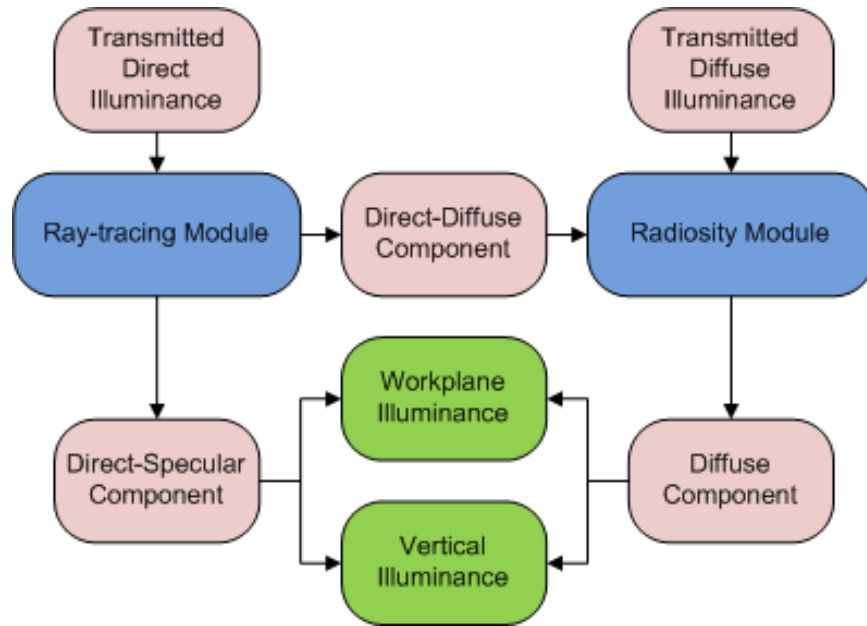 Transmitted
Direct
Illuminance
Transmitted
Diffuse
Illuminance
Ray-tracing Module
Direct-Diffuse
Component
Radiosity Module
Workplane
Illuminance
Direct-Specular
Component
Diffuse
Component
Vertical
Illuminance